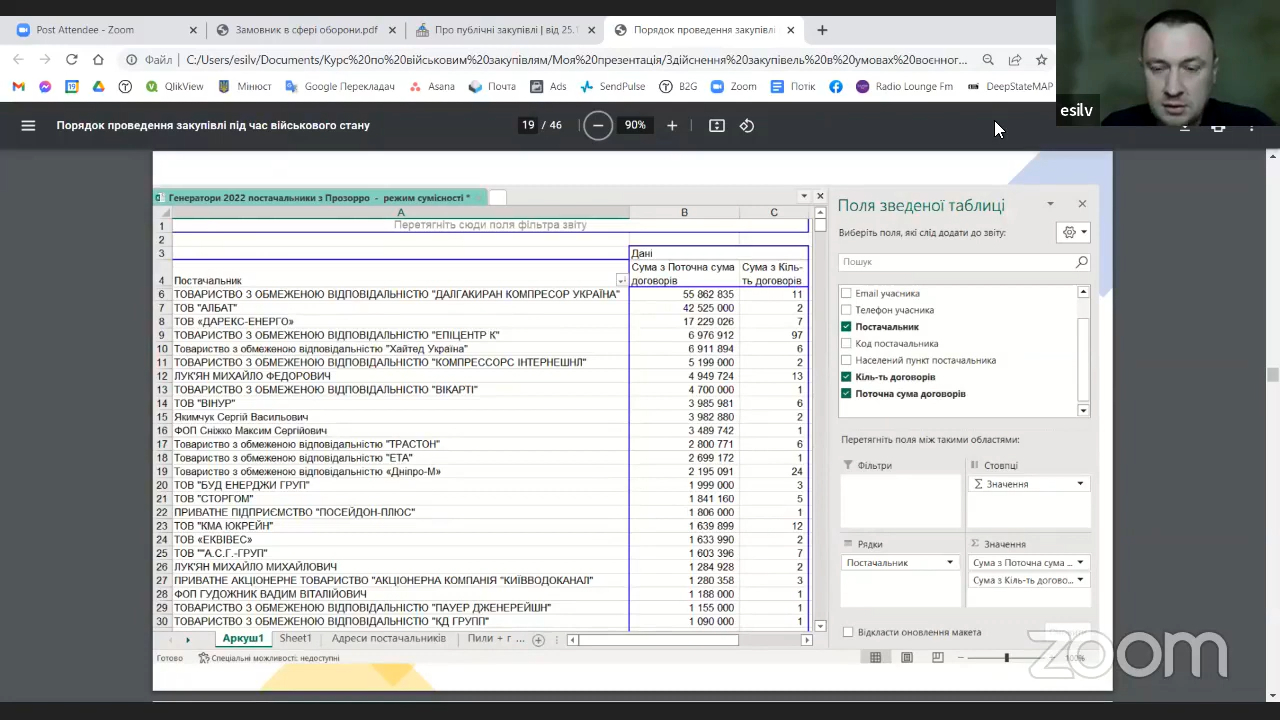 Post Attendee - Zoom
Замовник в сфері оборони.pdf
Про публічні закупівлі | від 25.1
Порядок проведення закупівлі
Файл
C:/Users/esilv/Documents/Курс%20по%20військовим%20закупівлям/Моя%20презентація/Здійснення%20закупівель%20в%20умовах%20воєнног...
QlikView
Мінюст
Google Перекладач
Asana
Почта
Ads
SendPulse
B2G
Zoom
Потік
Radio Lounge Fm
DeepStateMAP
esilv
Порядок проведення закупівлі під час військового стану
19 / 46
90%
Генератори 2022 постачальники з Прозорро - режим сумісності *
A B C
1 Перетягніть сюди поля фільтра звіту
2
3 Дані
4 Постачальник Сума з Поточна сума договорів Сума з Кіль-ть договорів
6 ТОВАРИСТВО З ОБМЕЖЕНОЮ ВІДПОВІДАЛЬНІСТЮ "ДАЛГАКИРАН КОМПРЕСОР УКРАЇНА" 55 862 835 11
7 ТОВ "АЛБАТ" 42 525 000 2
8 ТОВ «ДАРЕКС-ЕНЕРГО» 17 229 026 7
9 ТОВАРИСТВО З ОБМЕЖЕНОЮ ВІДПОВІДАЛЬНІСТЮ "ЕПІЦЕНТР К" 6 976 912 97
10 Товариство з обмеженою відповідальністю "Хайтед Україна" 6 911 894 6
11 ТОВАРИСТВО З ОБМЕЖЕНОЮ ВІДПОВІДАЛЬНІСТЮ "КОМПРЕССОРС ІНТЕРНЕШНЛ" 5 199 000 2
12 ЛУК'ЯН МИХАЙЛО ФЕДОРОВИЧ 4 949 724 13
13 ТОВАРИСТВО З ОБМЕЖЕНОЮ ВІДПОВІДАЛЬНІСТЮ "ВІКАРТІ" 4 700 000 1
14 ТОВ "ВІНУР" 3 985 981 6
15 Якимчук Сергій Васильович 3 982 880 2
16 ФОП Сніжко Максим Сергійович 3 489 742 1
17 Товариство з обмеженою відповідальністю "ТРАСТОН" 2 800 771 6
18 Товариство з обмеженою відповідальністю "ЕТА" 2 699 172 1
19 Товариство з обмеженою відповідальністю «Дніпро-М» 2 195 091 24
20 ТОВ "БУД ЕНЕРДЖИ ГРУП" 1 999 000 3
21 ТОВ "СТОРГОМ" 1 841 160 5
22 ПРИВАТНЕ ПІДПРИЄМСТВО "ПОСЕЙДОН-ПЛЮС" 1 806 000 1
23 ТОВ "КМА ЮКРЕЙН" 1 639 899 12
24 ТОВ «ЕКВІВЕС» 1 633 990 2
25 ТОВ ""А.С.Г.-ГРУП" 1 603 396 7
26 ЛУК'ЯН МИХАЙЛО МИХАЙЛОВИЧ 1 284 928 2
27 ПРИВАТНЕ АКЦІОНЕРНЕ ТОВАРИСТВО "АКЦІОНЕРНА КОМПАНІЯ "КИЇВВОДОКАНАЛ" 1 280 358 3
28 ФОП ГУДОЖНИК ВАДИМ ВІТАЛІЙОВИЧ 1 188 000 1
29 ТОВАРИСТВО З ОБМЕЖЕНОЮ ВІДПОВІДАЛЬНІСТЮ "ПАУЕР ДЖЕНЕРЕЙШН" 1 155 000 1
30 ТОВАРИСТВО З ОБМЕЖЕНОЮ ВІДПОВІДАЛЬНІСТЮ "КД ГРУПП" 1 090 000 1
Аркуш1 Sheet1 Адреси постачальників Пили + г ...
Готово
Спеціальні можливості: недоступні
Поля зведеної таблиці
Виберіть поля, які слід додати до звіту:
Пошук
Email учасника
Телефон учасника
Постачальник
Код постачальника
Населений пункт постачальника
Кіль-ть договорів
Поточна сума договорів
Перетягніть поля між такими областями:
Фільтри
Стовпці
Σ Значення
Рядки
Постачальник
Σ Значення
Сума з Поточна сума ...
Сума з Кіль-ть догово...
Відкласти оновлення макета
100%
zoom